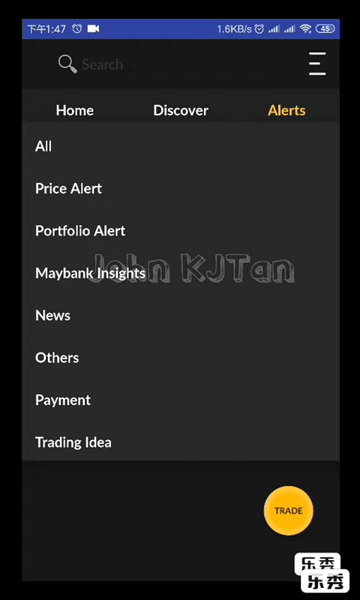 下午1:47 1.6KB/s 45
Search
Home Discover Alerts
All
Price Alert
Portfolio Alert
Maybank Insights
John KJTan
News
Others
Payment
Trading Idea
TRADE
乐秀
乐秀